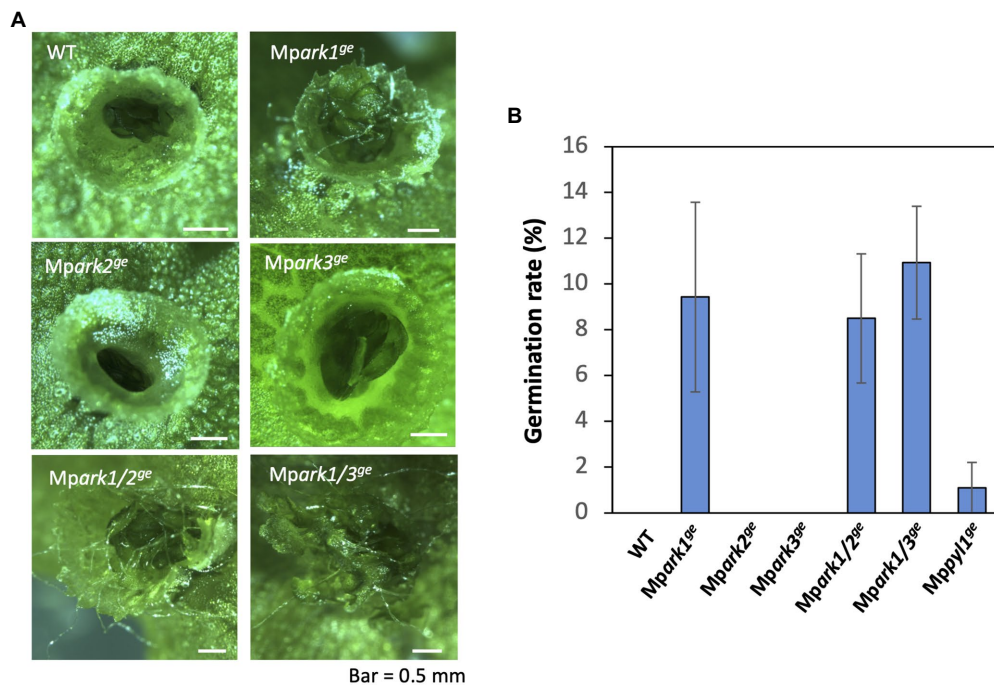 A
WT
Mpark1ge
Mpark2ge
Mpark3ge
Mpark1/2ge
Mpark1/3ge
Bar = 0.5 mm
B
Germination rate (%)
16
14
12
10
8
6
4
2
0
WT
Mpark1ge
Mpark2ge
Mpark3ge
Mpark1/2ge
Mpark1/3ge
Mppyl1ge